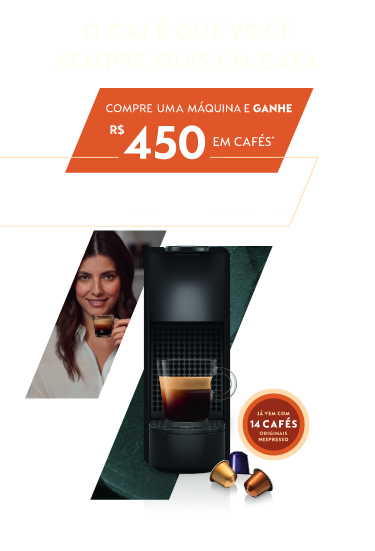 O CAFÉ QUE VOCÊ
SEMPRE QUIS EM CASA
COMPRE UMA MÁQUINA E GANHE
R$ 450 EM CAFÉS*
JÁ VEM COM
14 CAFÉS
ORIGINAIS
NESPRESSO